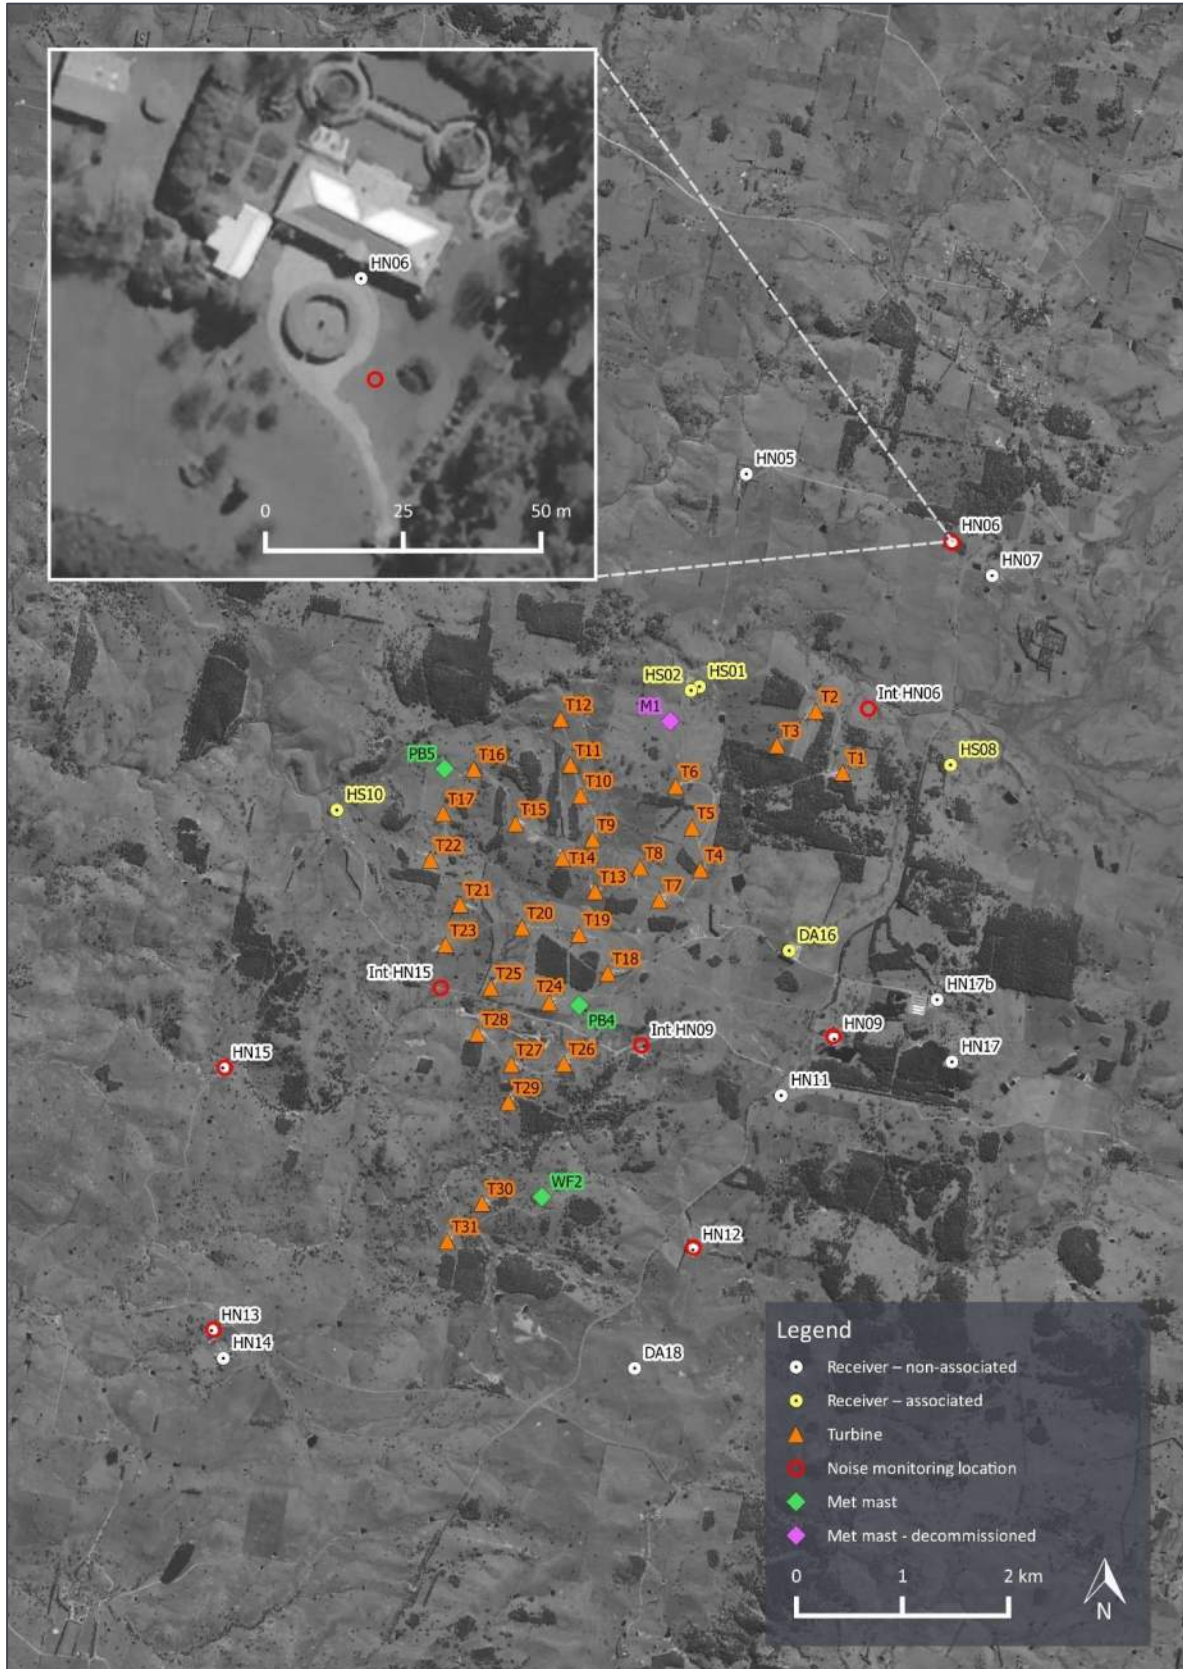 HN06
0 25 50 m
HN05
HN06
HN07
HS02
HS01
Int HN06
M1
T2
T12
T3
PB5
T16
T11
T1
HS08
T10
T6
HS10
T17
T15
T5
T9
T22
T14
T8
T4
T13
T7
T21
T20
T19
T23
DA16
Int HN15
T18
T25
T24
HN17b
PB4
T28
Int HN09
HN09
HN15
T27
T26
HN17
T29
HN11
WF2
T30
T31
HN12
HN13
HN14
DA18
Legend
Receiver – non-associated
Receiver – associated
Turbine
Noise monitoring location
Met mast
Met mast - decommissioned
0 1 2 km
N